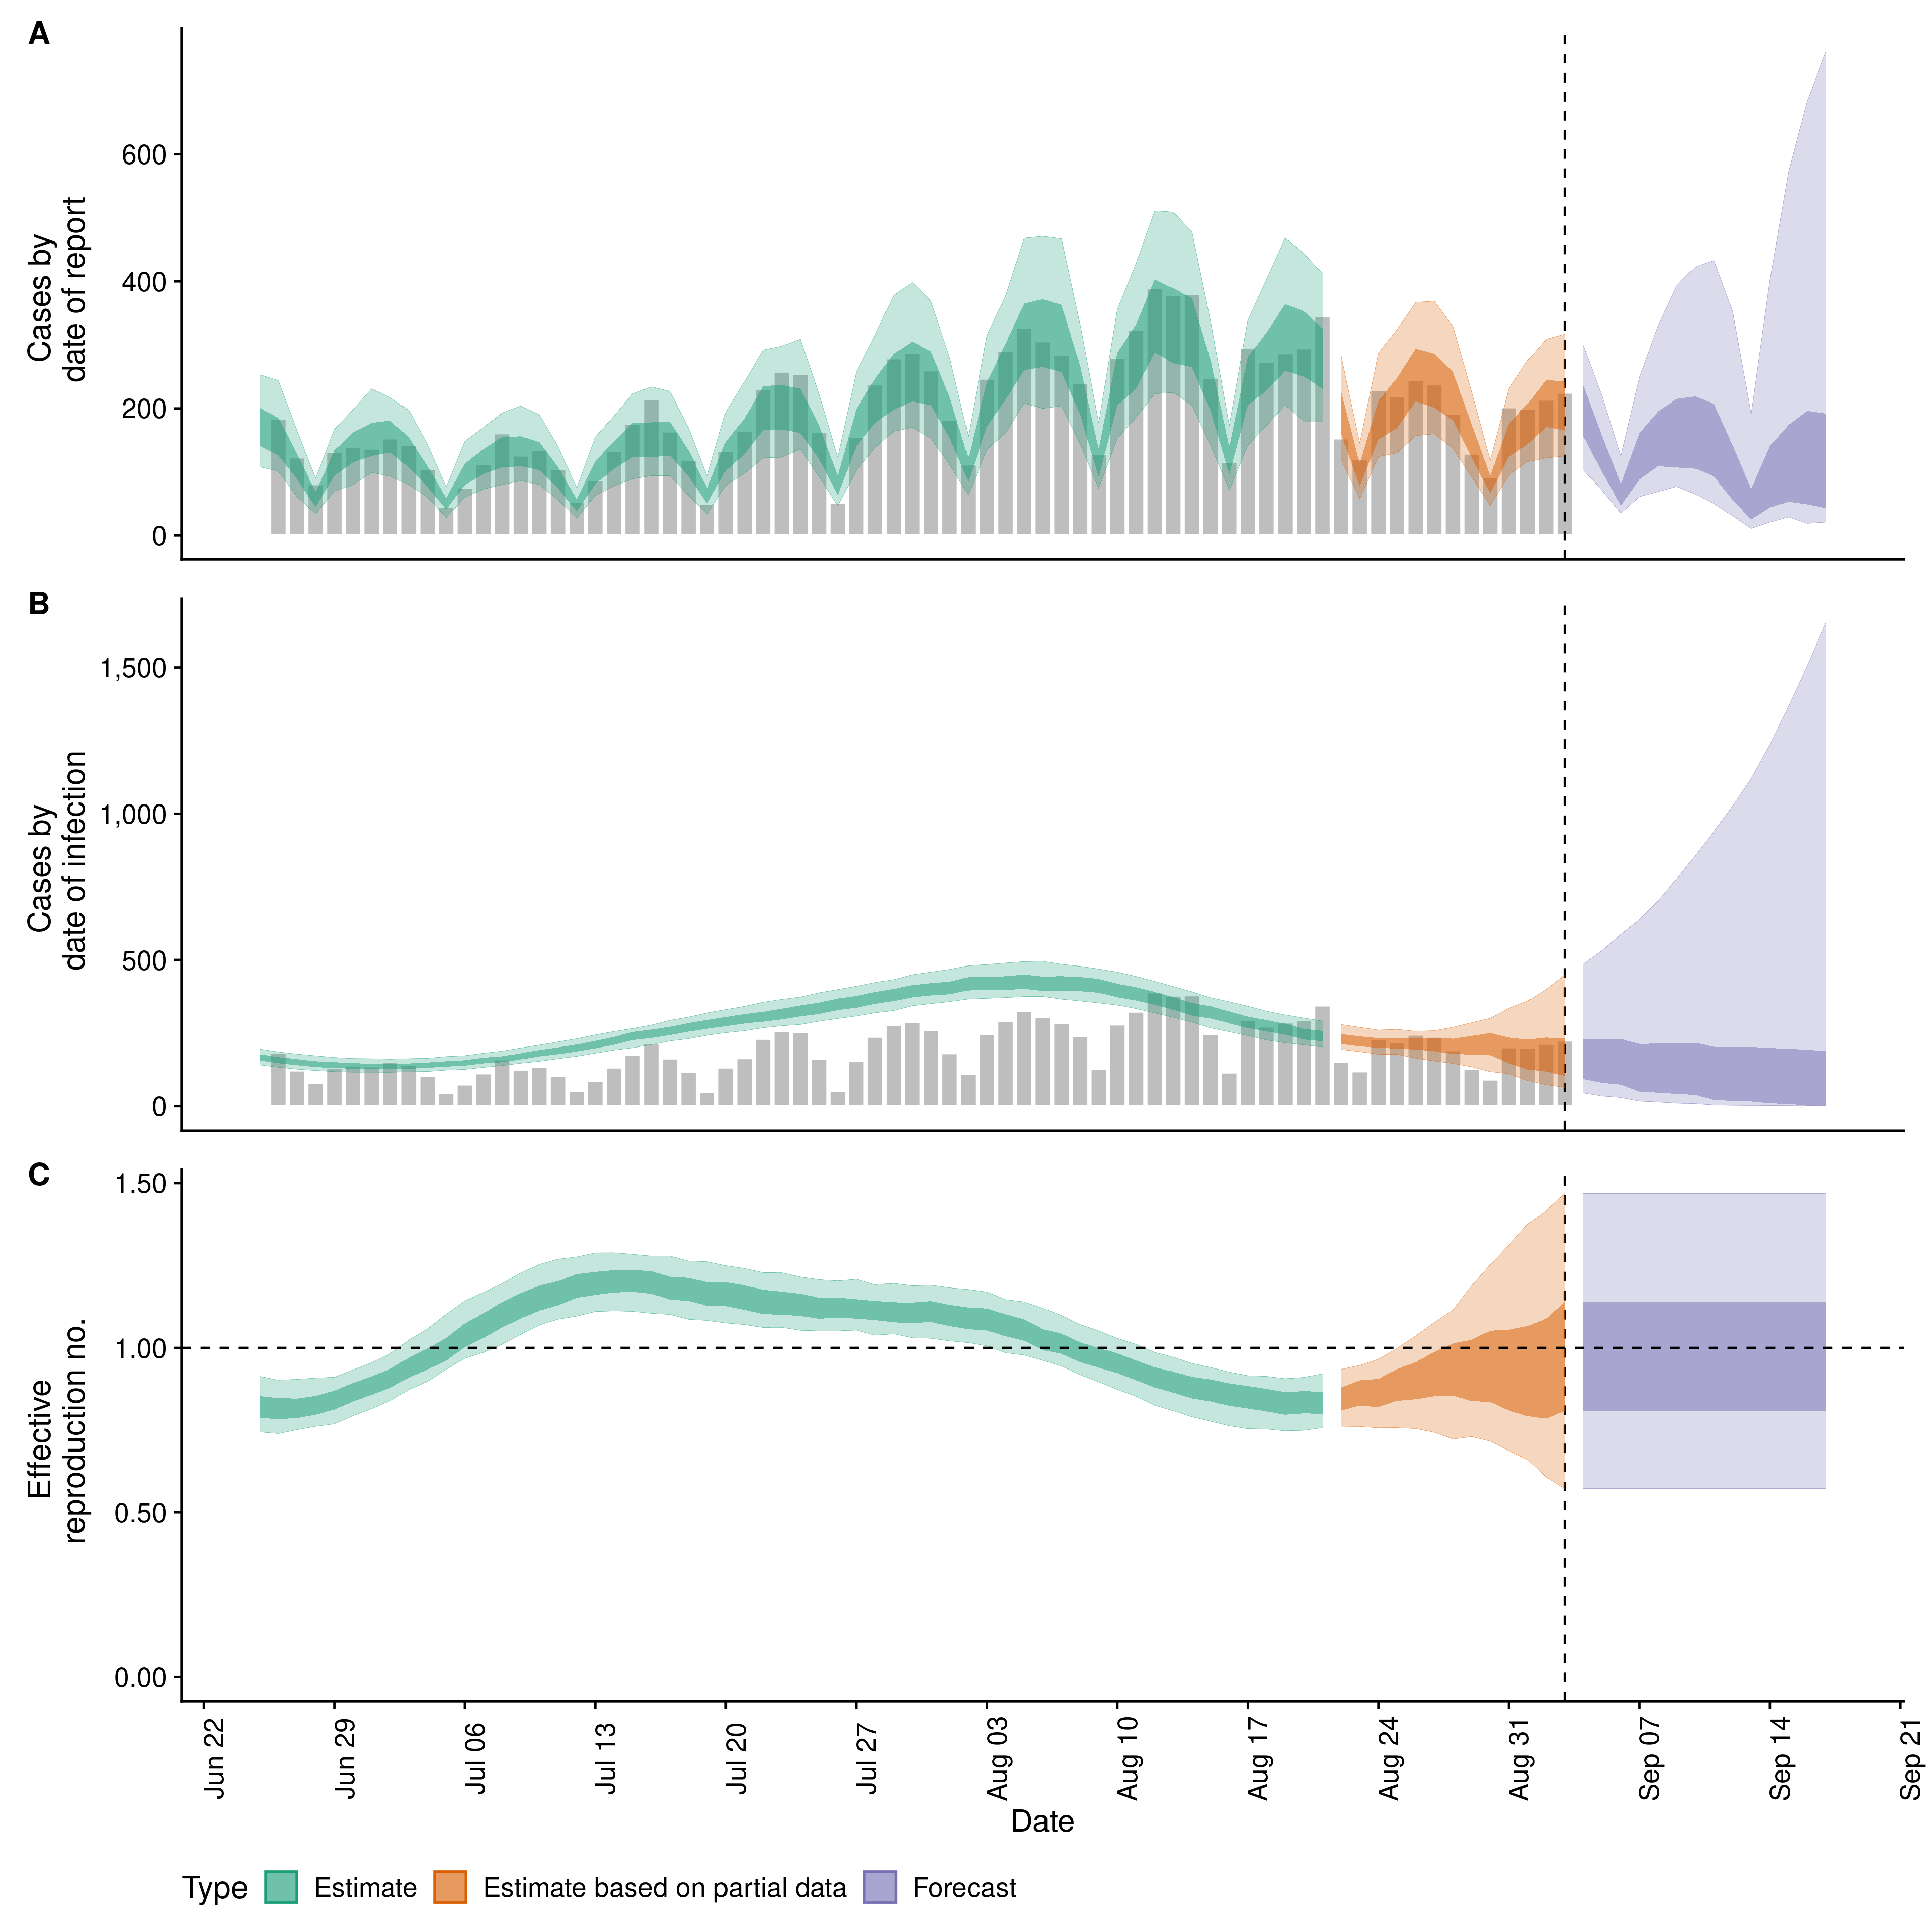 A
Cases by
date of report
600
400
200
0
B
Cases by
date of infection
1,500
1,000
500
0
C
Effective
reproduction no.
1.50
1.00
0.50
0.00
Jun 22
Jun 29
Jul 06
Jul 13
Jul 20
Jul 27
Aug 03
Aug 10
Aug 17
Aug 24
Aug 31
Sep 07
Sep 14
Sep 21
Date
Type Estimate Estimate based on partial data Forecast